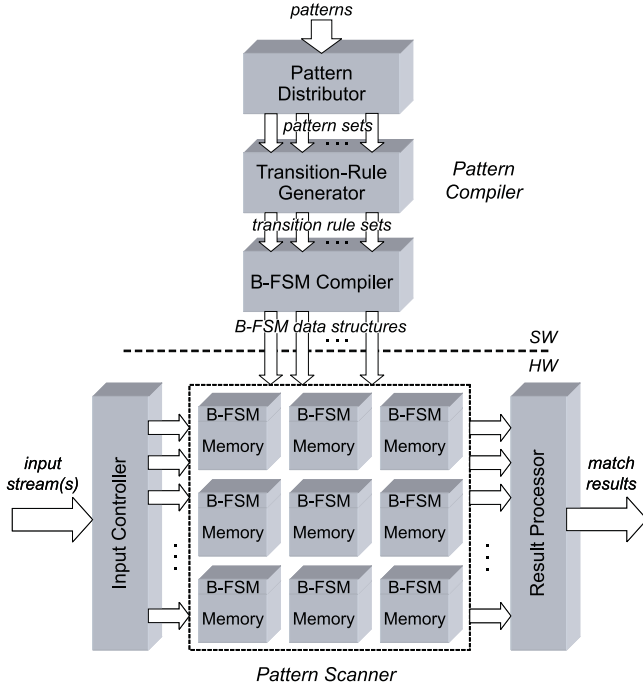 patterns
Pattern
Distributor
pattern sets
Transition-Rule
Generator
Pattern
Compiler
transition rule sets
B-FSM Compiler
B-FSM data structures
SW
HW
B-FSM B-FSM B-FSM
Memory Memory Memory
input
stream(s)
Input Controller
B-FSM B-FSM B-FSM
Memory Memory Memory
Result Processor
match
results
B-FSM B-FSM B-FSM
Memory Memory Memory
Pattern Scanner